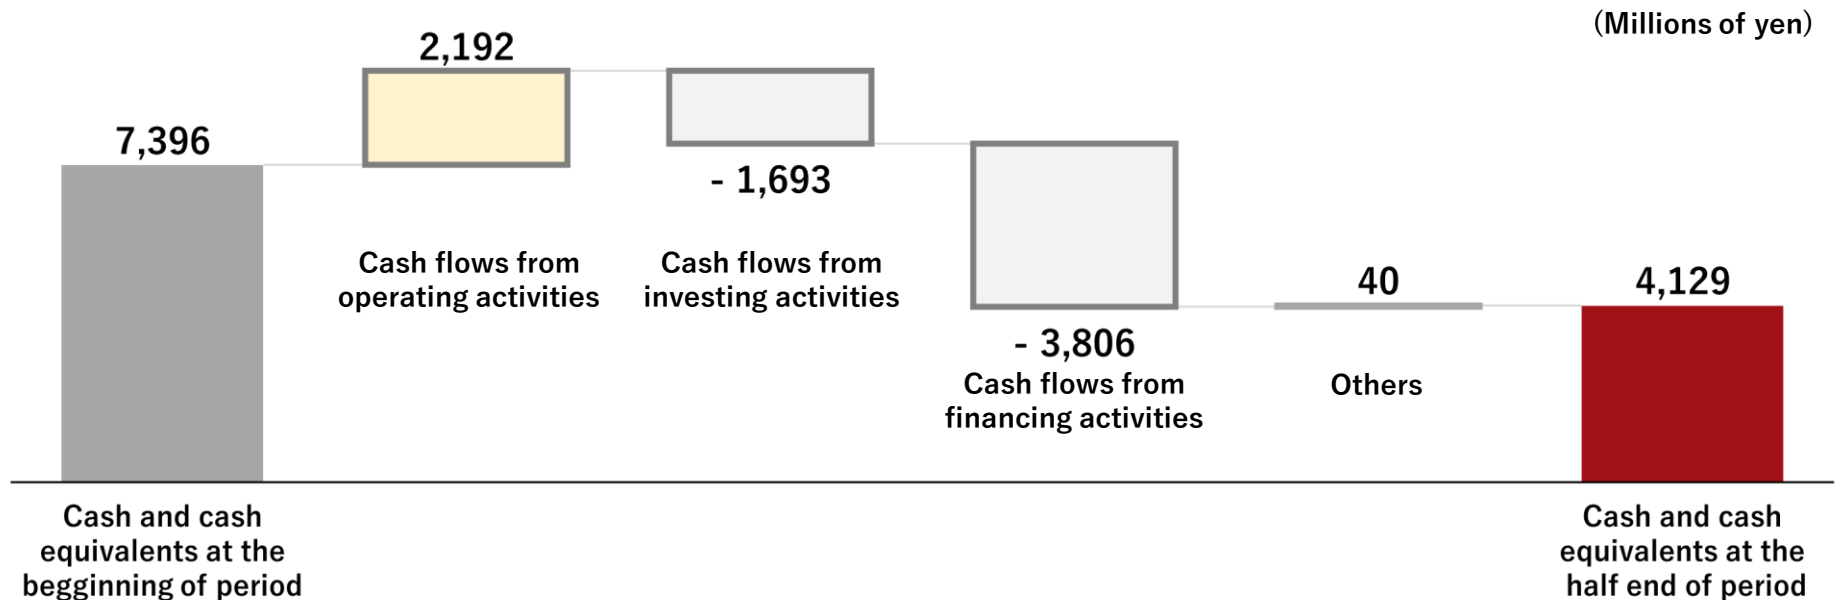 (Millions of yen)
2,192
7,396
- 1,693
Cash flows from
operating activities
Cash flows from
investing activities
40
4,129
- 3,806
Cash flows from
financing activities
Others
Cash and cash
equivalents at the
begginning of period
Cash and cash
equivalents at the
half end of period